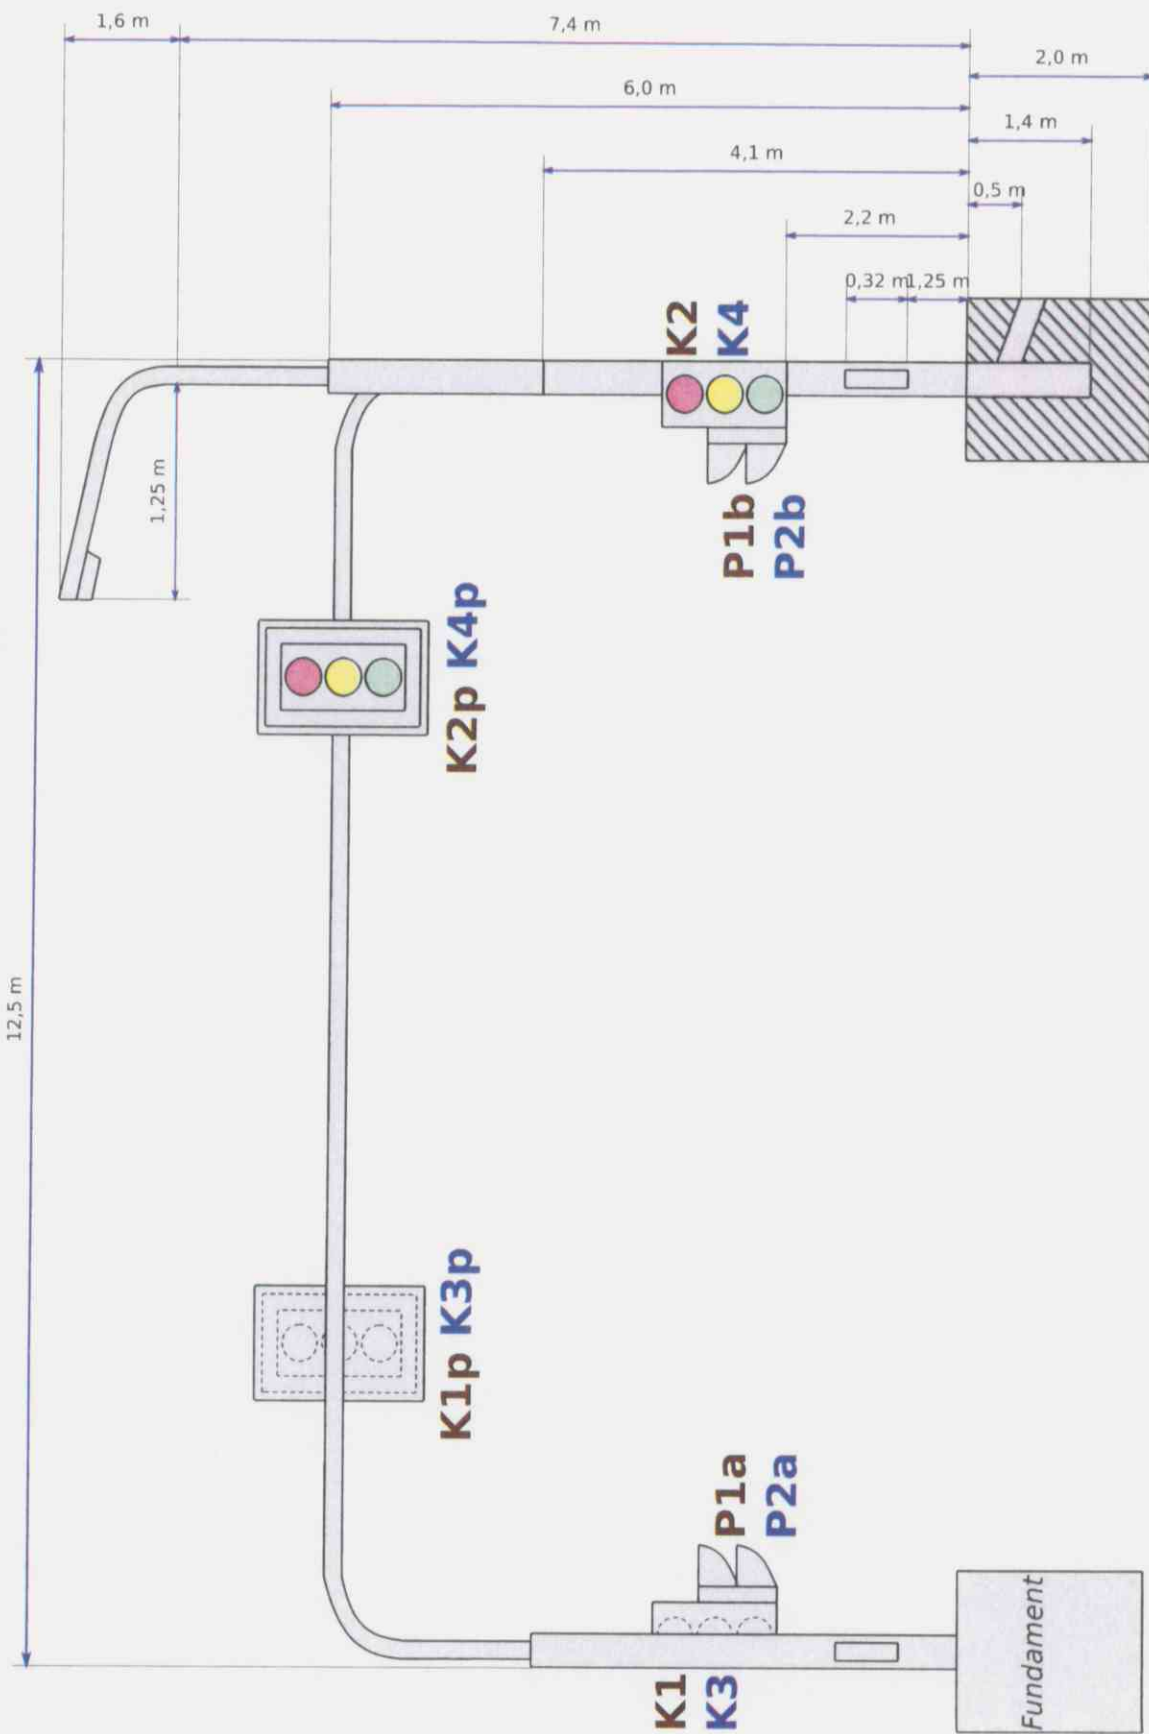 1,6 m
7,4 m
2,0 m
6,0 m
1,4 m
4,1 m
0,5 m
2,2 m
0,32 m
1,25 m
K2
K4
1,25 m
P1b
P2b
K2p K4p
12,5 m
K1p K3p
P1a
P2a
K1
K3
Fundament